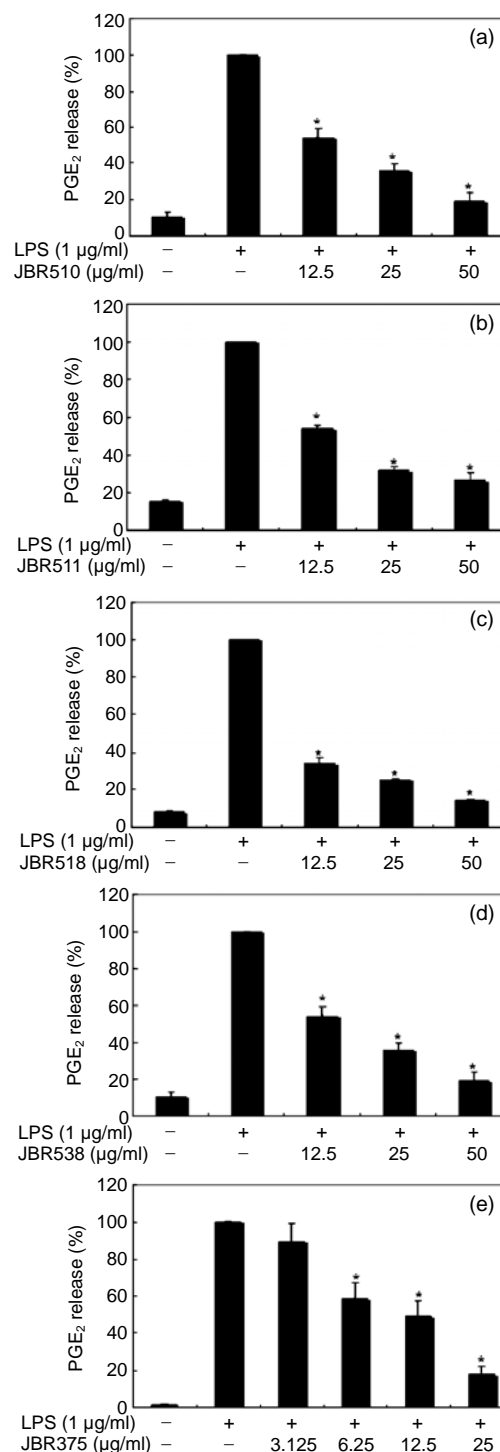 (a)
PGE₂ release (%)
120
100
80
60
40
20
0
* * *
LPS (1 µg/ml) − + + + +
JBR510 (µg/ml) − − 12.5 25 50
(b)
PGE₂ release (%)
120
100
80
60
40
20
0
* * *
LPS (1 µg/ml) − + + + +
JBR511 (µg/ml) − − 12.5 25 50
(c)
PGE₂ release (%)
120
100
80
60
40
20
0
* * *
LPS (1 µg/ml) − + + + +
JBR518 (µg/ml) − − 12.5 25 50
(d)
PGE₂ release (%)
120
100
80
60
40
20
0
* * *
LPS (1 µg/ml) − + + + +
JBR538 (µg/ml) − − 12.5 25 50
(e)
PGE₂ release (%)
120
100
80
60
40
20
0
* * *
LPS (1 µg/ml) − + + + + +
JBR375 (µg/ml) − − 3.125 6.25 12.5 25